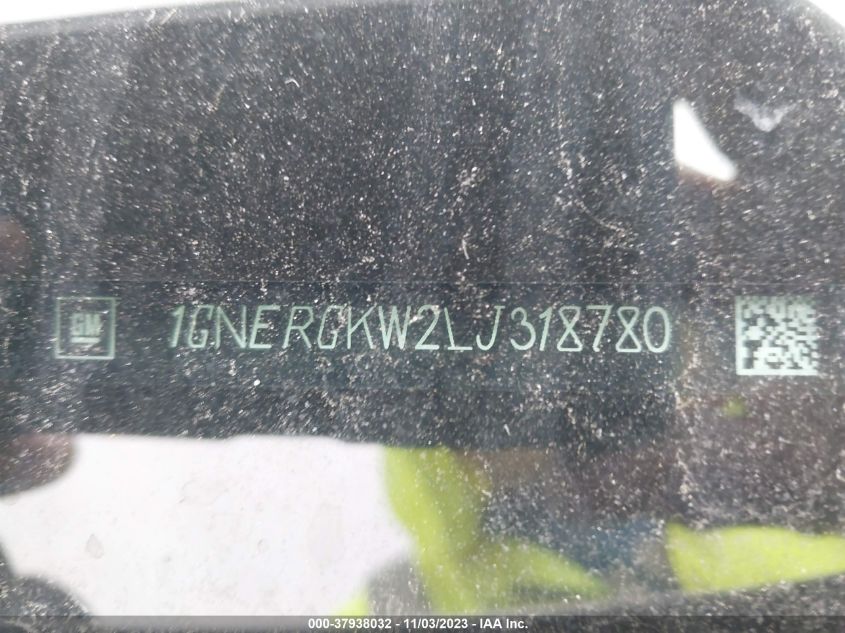 GM 1GNERGKW2LJ318780
000-37938032 - 11/03/2023 - IAA Inc.